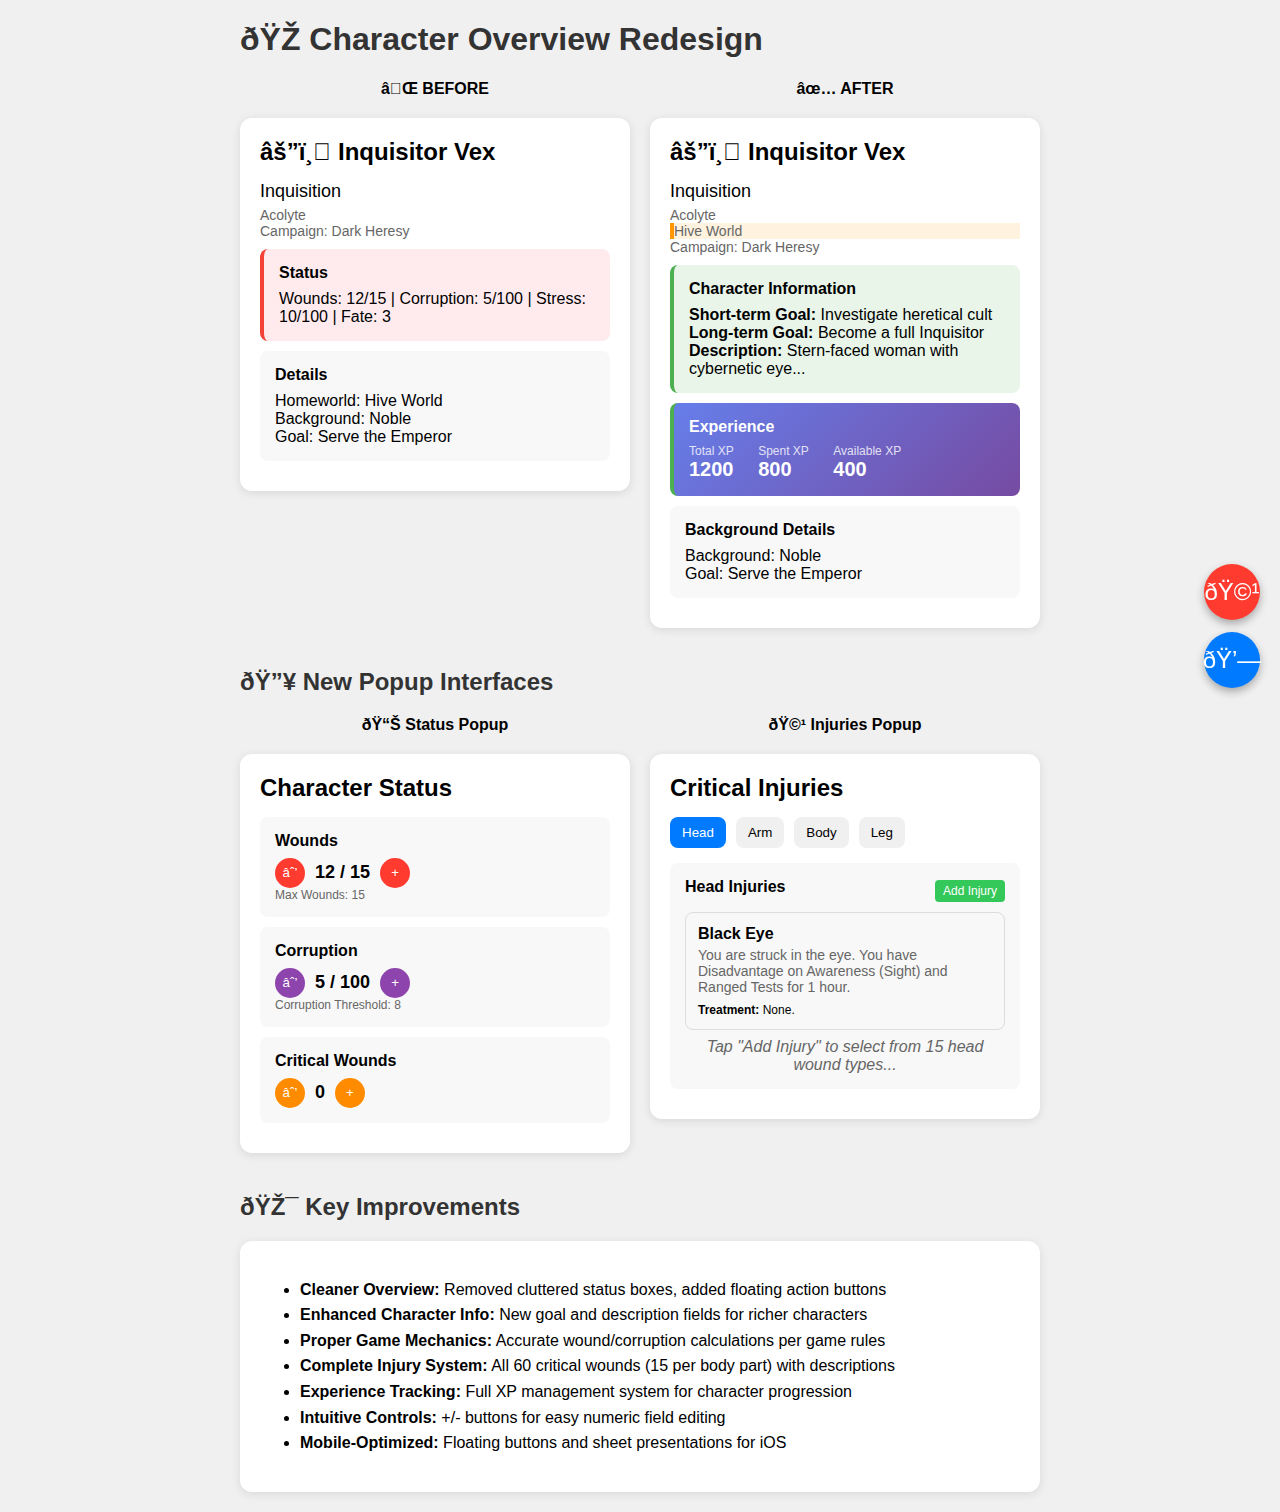 ðŸŽ Character Overview Redesign
âŒ BEFORE
âœ… AFTER
âš”ï¸ Inquisitor Vex
Inquisition
Acolyte
Campaign: Dark Heresy
Status
Wounds: 12/15 | Corruption: 5/100 | Stress:
10/100 | Fate: 3
Details
Homeworld: Hive World
Background: Noble
Goal: Serve the Emperor
âš”ï¸ Inquisitor Vex
Inquisition
Acolyte
Hive World
Campaign: Dark Heresy
Character Information
Short-term Goal: Investigate heretical cult
Long-term Goal: Become a full Inquisitor
Description: Stern-faced woman with
cybernetic eye...
Experience
Total XP Spent XP Available XP
1200 800 400
Background Details
Background: Noble
Goal: Serve the Emperor
ðŸ©¹
ðŸ’—
ðŸ”¥ New Popup Interfaces
ðŸ“Š Status Popup
ðŸ©¹ Injuries Popup
Character Status
Wounds
âˆ’ 12 / 15 +
Max Wounds: 15
Corruption
âˆ’ 5 / 100 +
Corruption Threshold: 8
Critical Wounds
âˆ’ 0 +
Critical Injuries
Head Arm Body Leg
Head Injuries Add Injury
Black Eye
You are struck in the eye. You have
Disadvantage on Awareness (Sight) and
Ranged Tests for 1 hour.
Treatment: None.
Tap "Add Injury" to select from 15 head
wound types...
ðŸŽ¯ Key Improvements
• Cleaner Overview: Removed cluttered status boxes, added floating action buttons
• Enhanced Character Info: New goal and description fields for richer characters
• Proper Game Mechanics: Accurate wound/corruption calculations per game rules
• Complete Injury System: All 60 critical wounds (15 per body part) with descriptions
• Experience Tracking: Full XP management system for character progression
• Intuitive Controls: +/- buttons for easy numeric field editing
• Mobile-Optimized: Floating buttons and sheet presentations for iOS